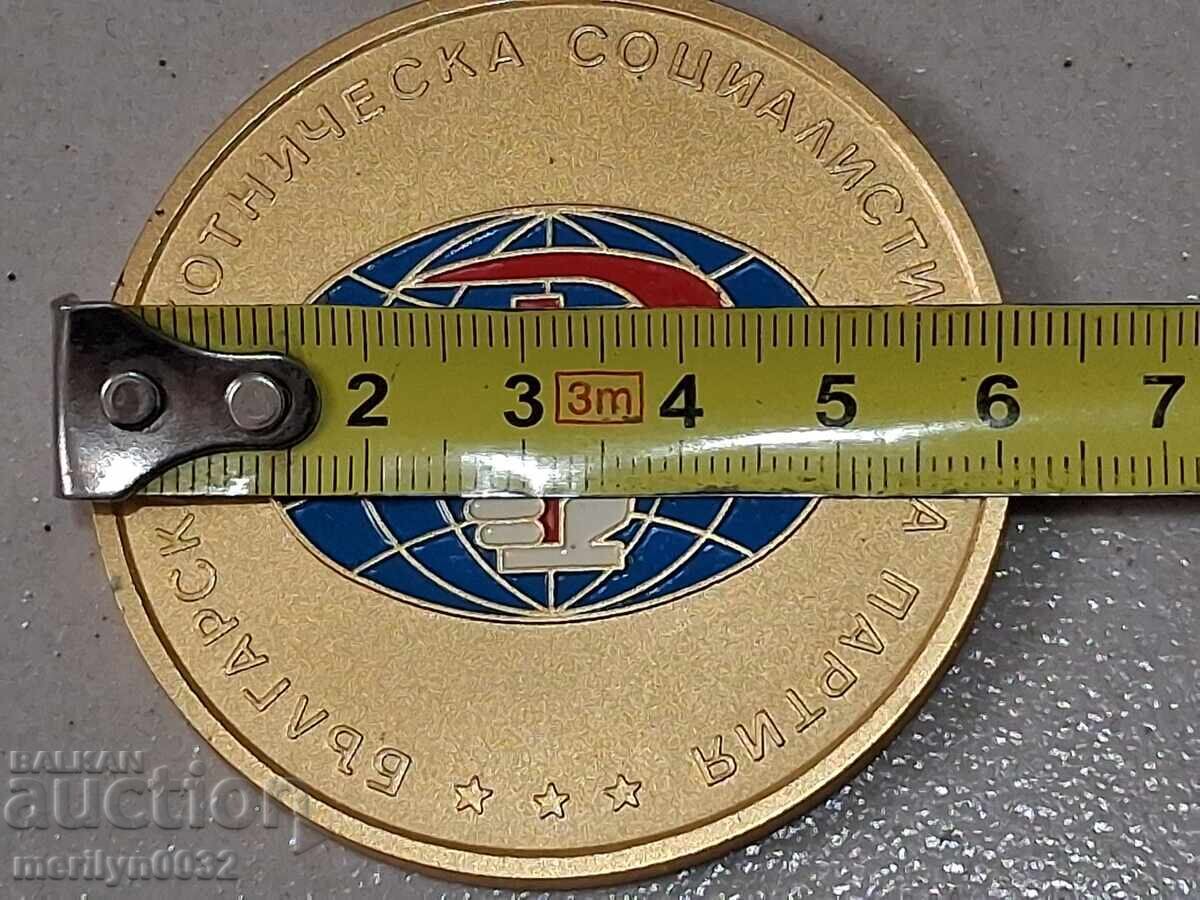 БЪЛГАРСК ОТНИЧЕСКА СОЦИАЛИСТИ А ПАРТИЯ
2 3 3m 4 5 6 7
BALKAN
auction
merilyn0032